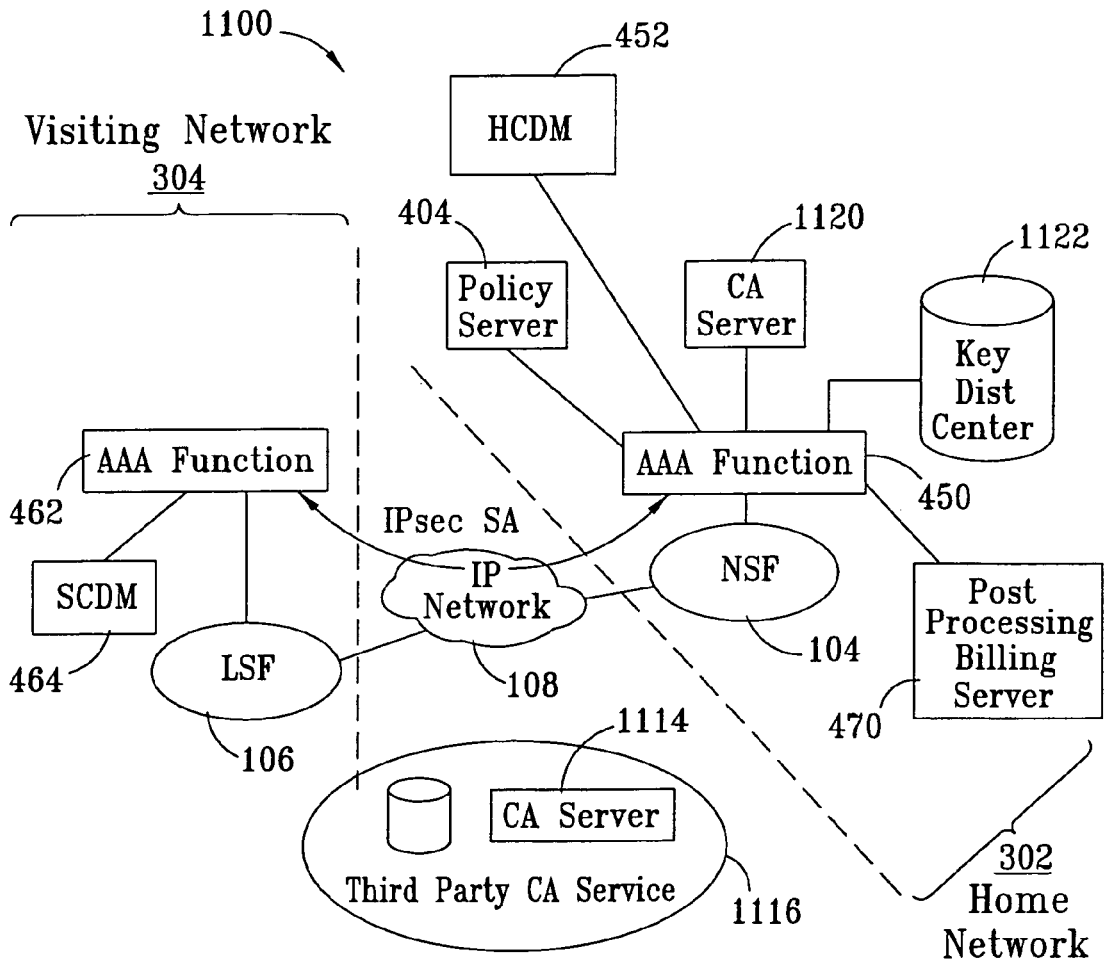 1100
452
Visiting Network
304
HCDM
404
1120
1122
Policy
Server
CA
Server
Key
Dist
Center
AAA Function
AAA Function
462
450
IPsec SA
SCDM
IP
Network
NSF
Post
Processing
Billing
Server
464
LSF
108
104
470
106
1114
CA Server
Third Party CA Service
1116
302
Home
Network